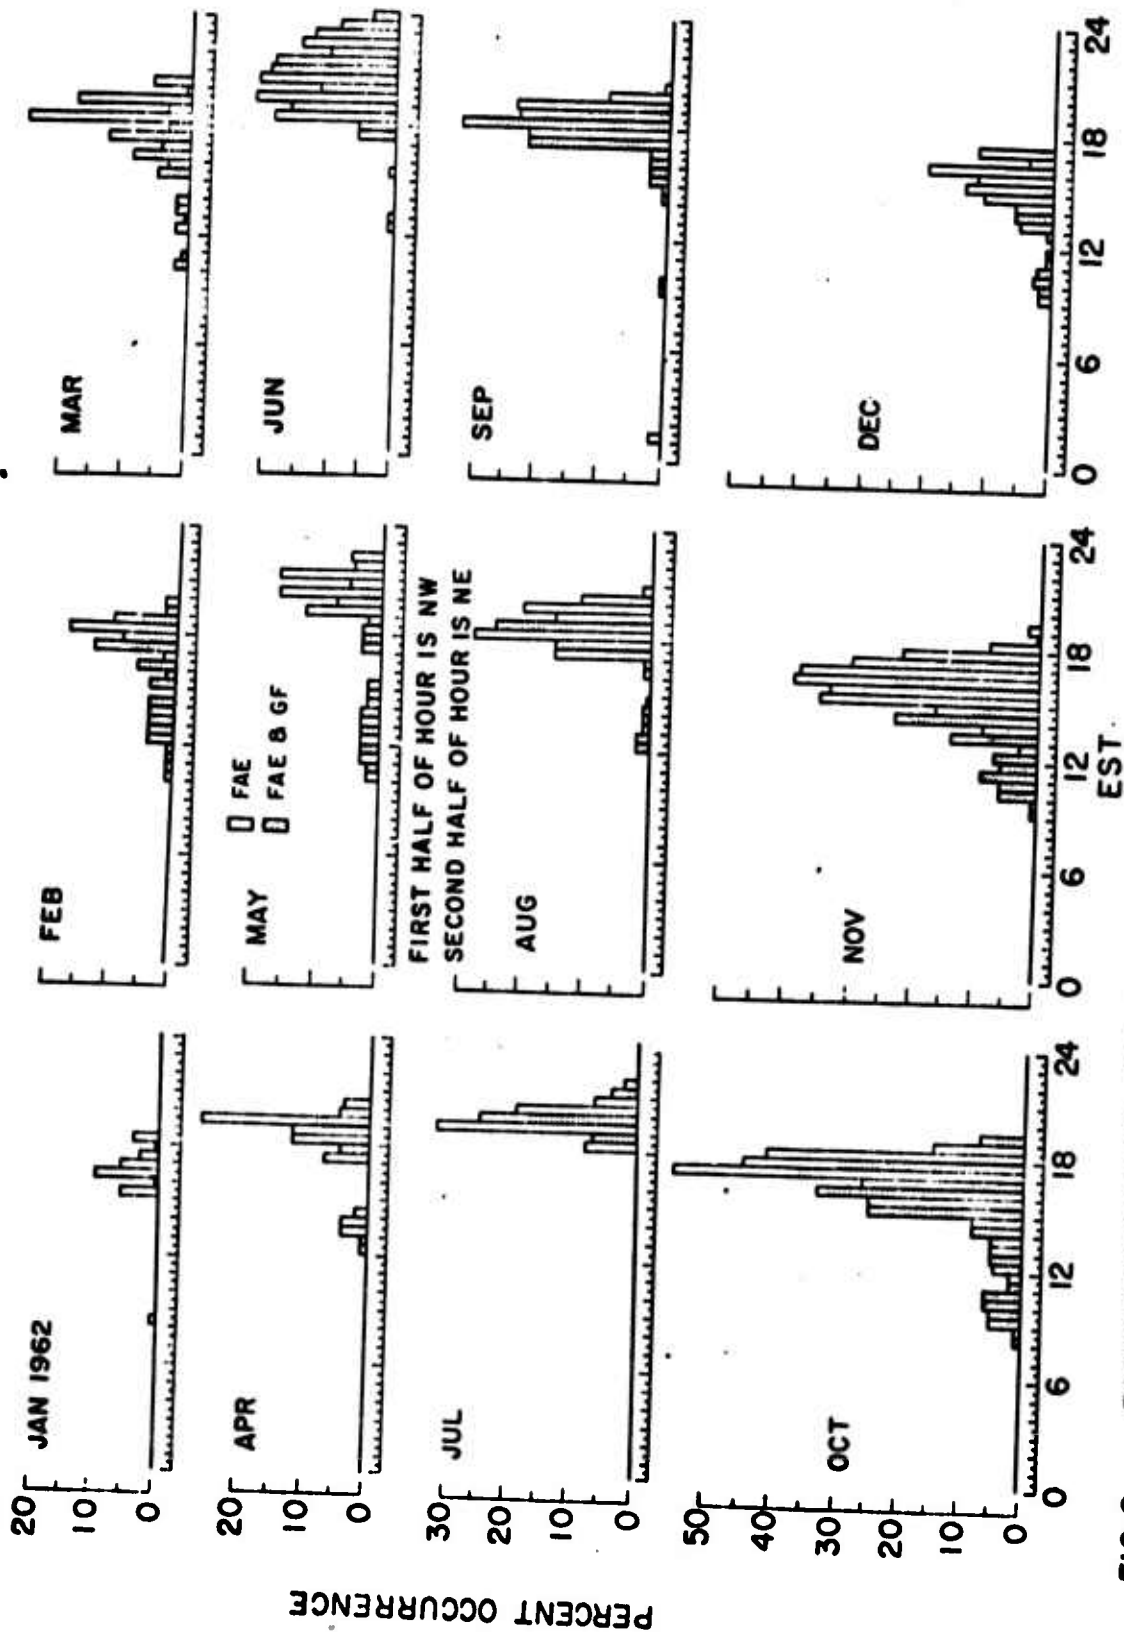 PERCENT OCCURRENCE
JAN 1962
FEB
MAR
20
10
0
APR
MAY
JUN
20
10
0
FAE
FAE & GF
FIRST HALF OF HOUR IS NW
SECOND HALF OF HOUR IS NE
JUL
AUG
SEP
30
20
10
0
OCT
NOV
DEC
50
40
30
20
10
0
0 6 12 18 24
0 6 12 18 24
0 6 12 18 24
EST